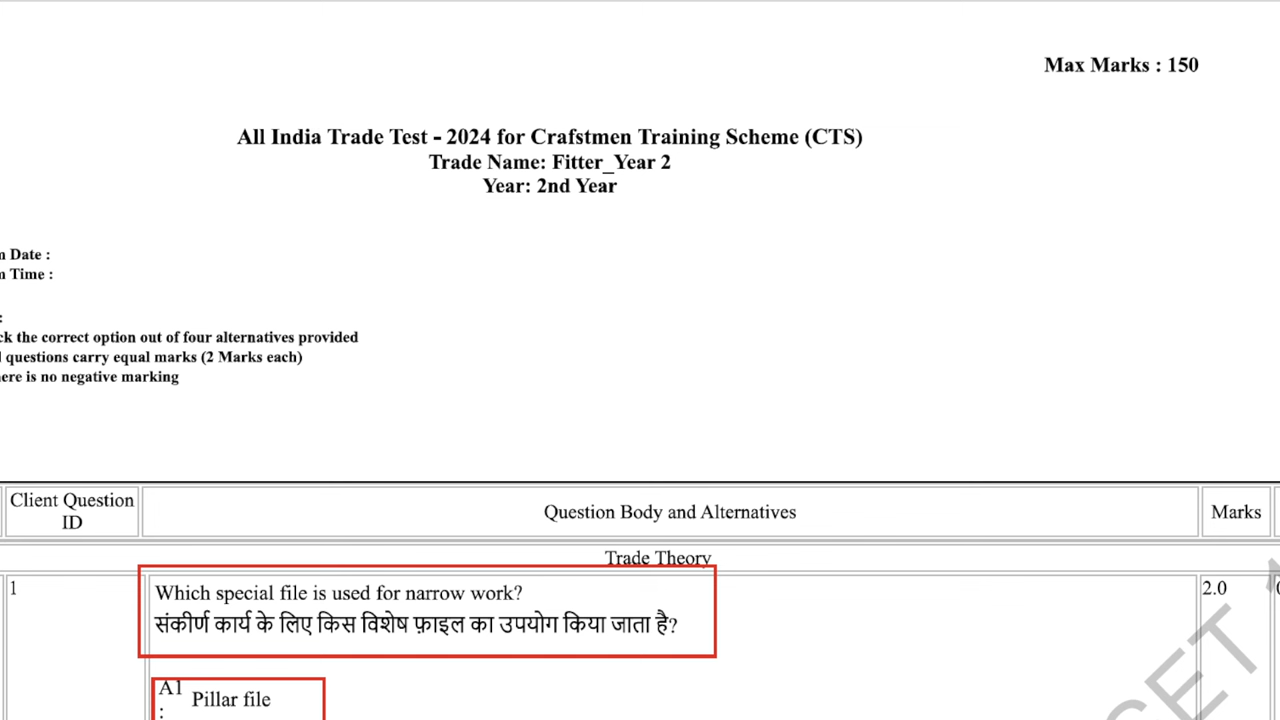 Max Marks : 150
All India Trade Test - 2024 for Crafstmen Training Scheme (CTS)
Trade Name: Fitter_Year 2
Year: 2nd Year
Date :
Time :
:
the correct option out of four alternatives provided
questions carry equal marks (2 Marks each)
is no negative marking
Client Question ID
Question Body and Alternatives
Marks
Trade Theory
1
Which special file is used for narrow work?
2.0
संकीर्ण कार्य के लिए किस विशेष फ़ाइल का उपयोग किया जाता है?
A1 :
Pillar file